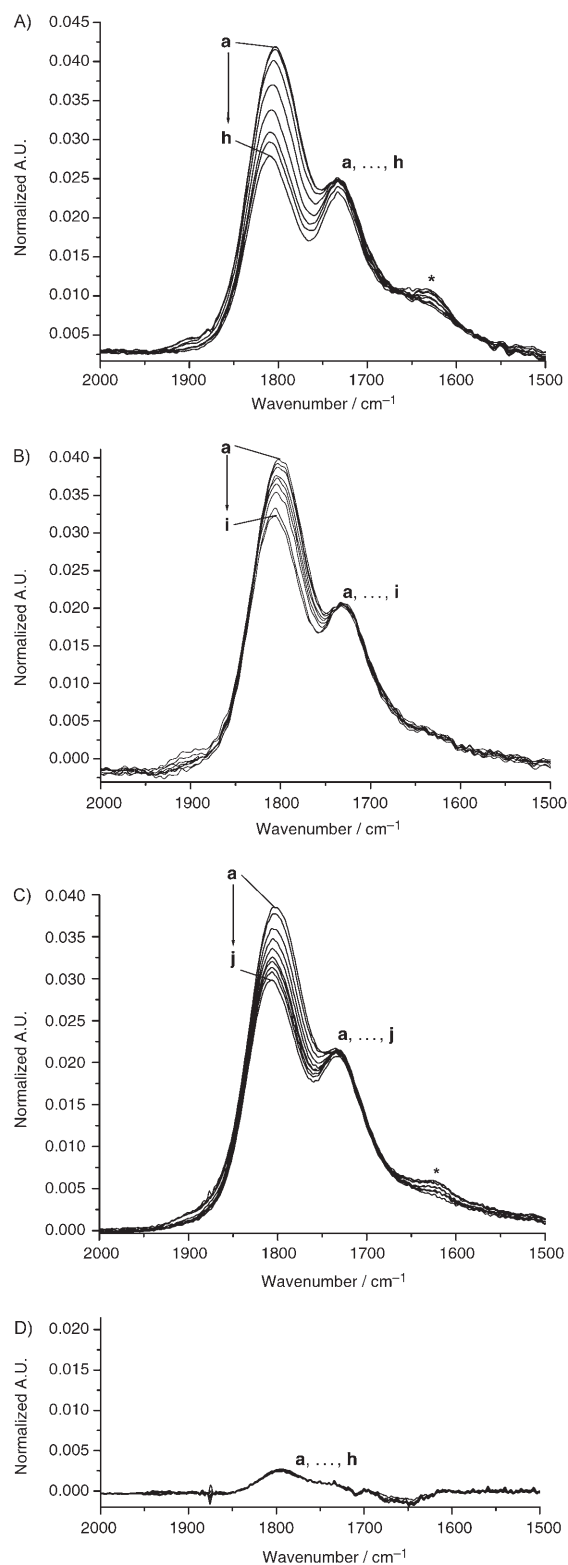 A)
0.045
0.040
0.035
0.030
0.025
0.020
0.015
0.010
0.005
Normalized A.U.
a
h
a, ..., h
*
2000 1900 1800 1700 1600 1500
Wavenumber / cm–1
B)
0.040
0.035
0.030
0.025
0.020
0.015
0.010
0.005
0.000
Normalized A.U.
a
i
a, ..., i
2000 1900 1800 1700 1600 1500
Wavenumber / cm–1
C)
0.040
0.035
0.030
0.025
0.020
0.015
0.010
0.005
0.000
Normalized A.U.
a
j
a, ..., j
*
2000 1900 1800 1700 1600 1500
Wavenumber / cm–1
D)
0.020
0.015
0.010
0.005
0.000
Normalized A.U.
a, ..., h
2000 1900 1800 1700 1600 1500
Wavenumber / cm–1